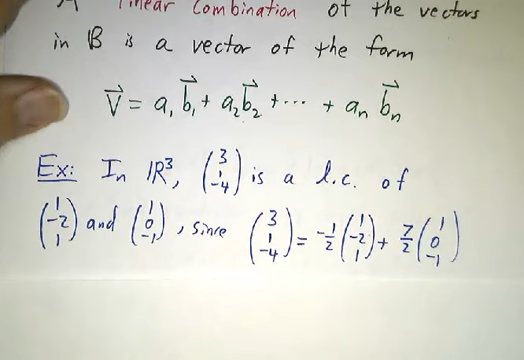 A linear combination of the vectors
in B is a vector of the form
v⃗ = a₁b⃗₁ + a₂b⃗₂ + ⋯ + aₙ b⃗ₙ
Ex: In ℝ³, (3 1 -4) is a l.c. of
(1 -2 1) and (1 0 -1), since (3 1 -4) = -1/2 (1 -2 1) + 7/2 (1 0 -1)